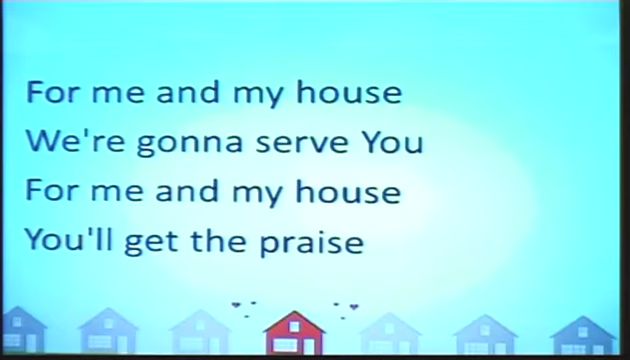 For me and my house
We're gonna serve You
For me and my house
You'll get the praise